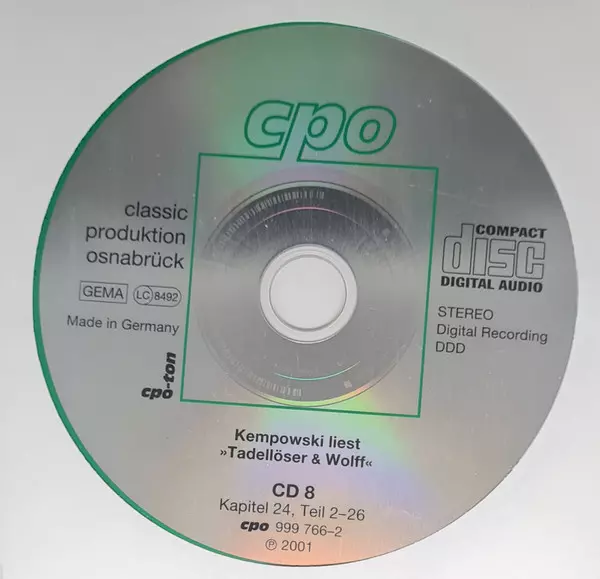 cpo
classic
produktion
osnabrück
GEMA LC 8492
Made in Germany
cpo-ton
COMPACT
disc
DIGITAL AUDIO
STEREO
Digital Recording
DDD
Kempowski liest
»Tadellöser & Wolff«
CD 8
Kapitel 24, Teil 2–26
cpo 999 766–2
℗ 2001